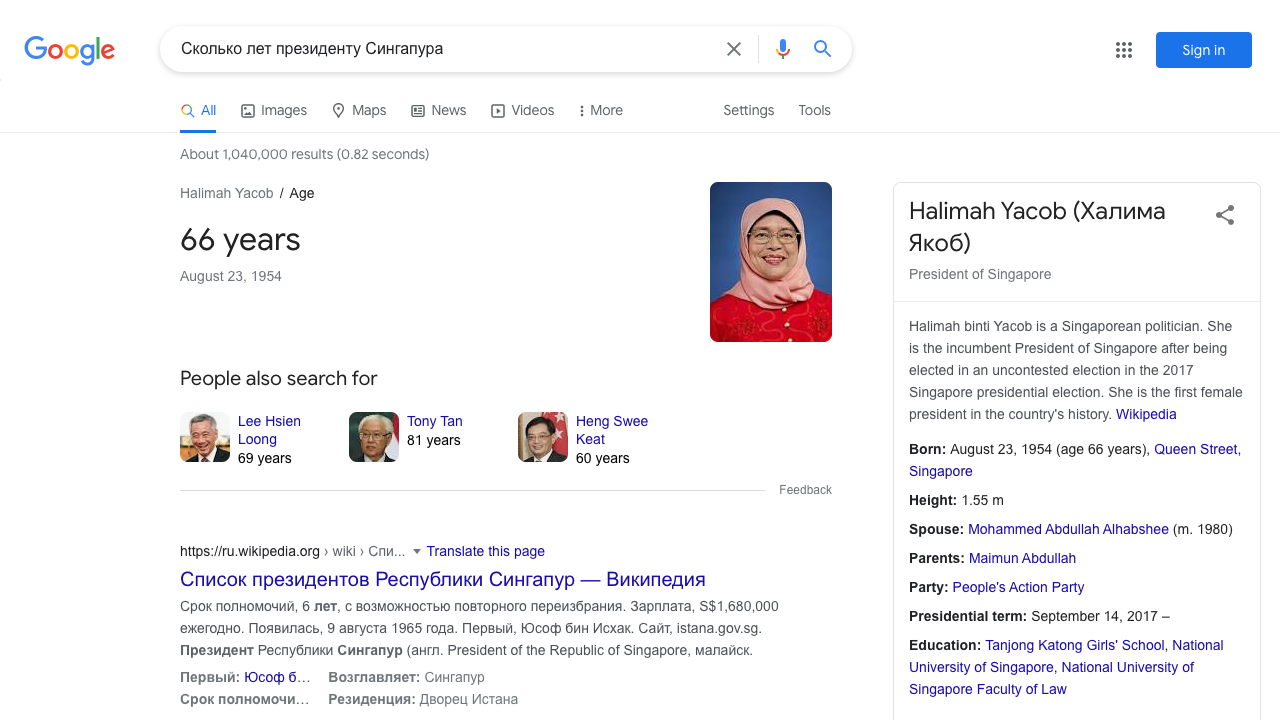 Google
Сколько лет президенту Сингапура
Sign in
All
Images
Maps
News
Videos
More
Settings
Tools
About 1,040,000 results (0.82 seconds)
Halimah Yacob / Age
66 years
August 23, 1954
People also search for
Lee Hsien
Loong
69 years
Tony Tan
81 years
Heng Swee
Keat
60 years
Feedback
https://ru.wikipedia.org › wiki › Спи... Translate this page
Список президентов Республики Сингапур — Википедия
Срок полномочий, 6 лет, с возможностью повторного переизбрания. Зарплата, S$1,680,000
ежегодно. Появилась, 9 августа 1965 года. Первый, Юсоф бин Исхак. Сайт, istana.gov.sg.
Президент Республики Сингапур (англ. President of the Republic of Singapore, малайск.
Первый: Юсоф б... Возглавляет: Сингапур
Срок полномочи... Резиденция: Дворец Истана
Halimah Yacob (Халима
Якоб)
President of Singapore
Halimah binti Yacob is a Singaporean politician. She
is the incumbent President of Singapore after being
elected in an uncontested election in the 2017
Singapore presidential election. She is the first female
president in the country's history. Wikipedia
Born: August 23, 1954 (age 66 years), Queen Street,
Singapore
Height: 1.55 m
Spouse: Mohammed Abdullah Alhabshee (m. 1980)
Parents: Maimun Abdullah
Party: People's Action Party
Presidential term: September 14, 2017 –
Education: Tanjong Katong Girls' School, National
University of Singapore, National University of
Singapore Faculty of Law